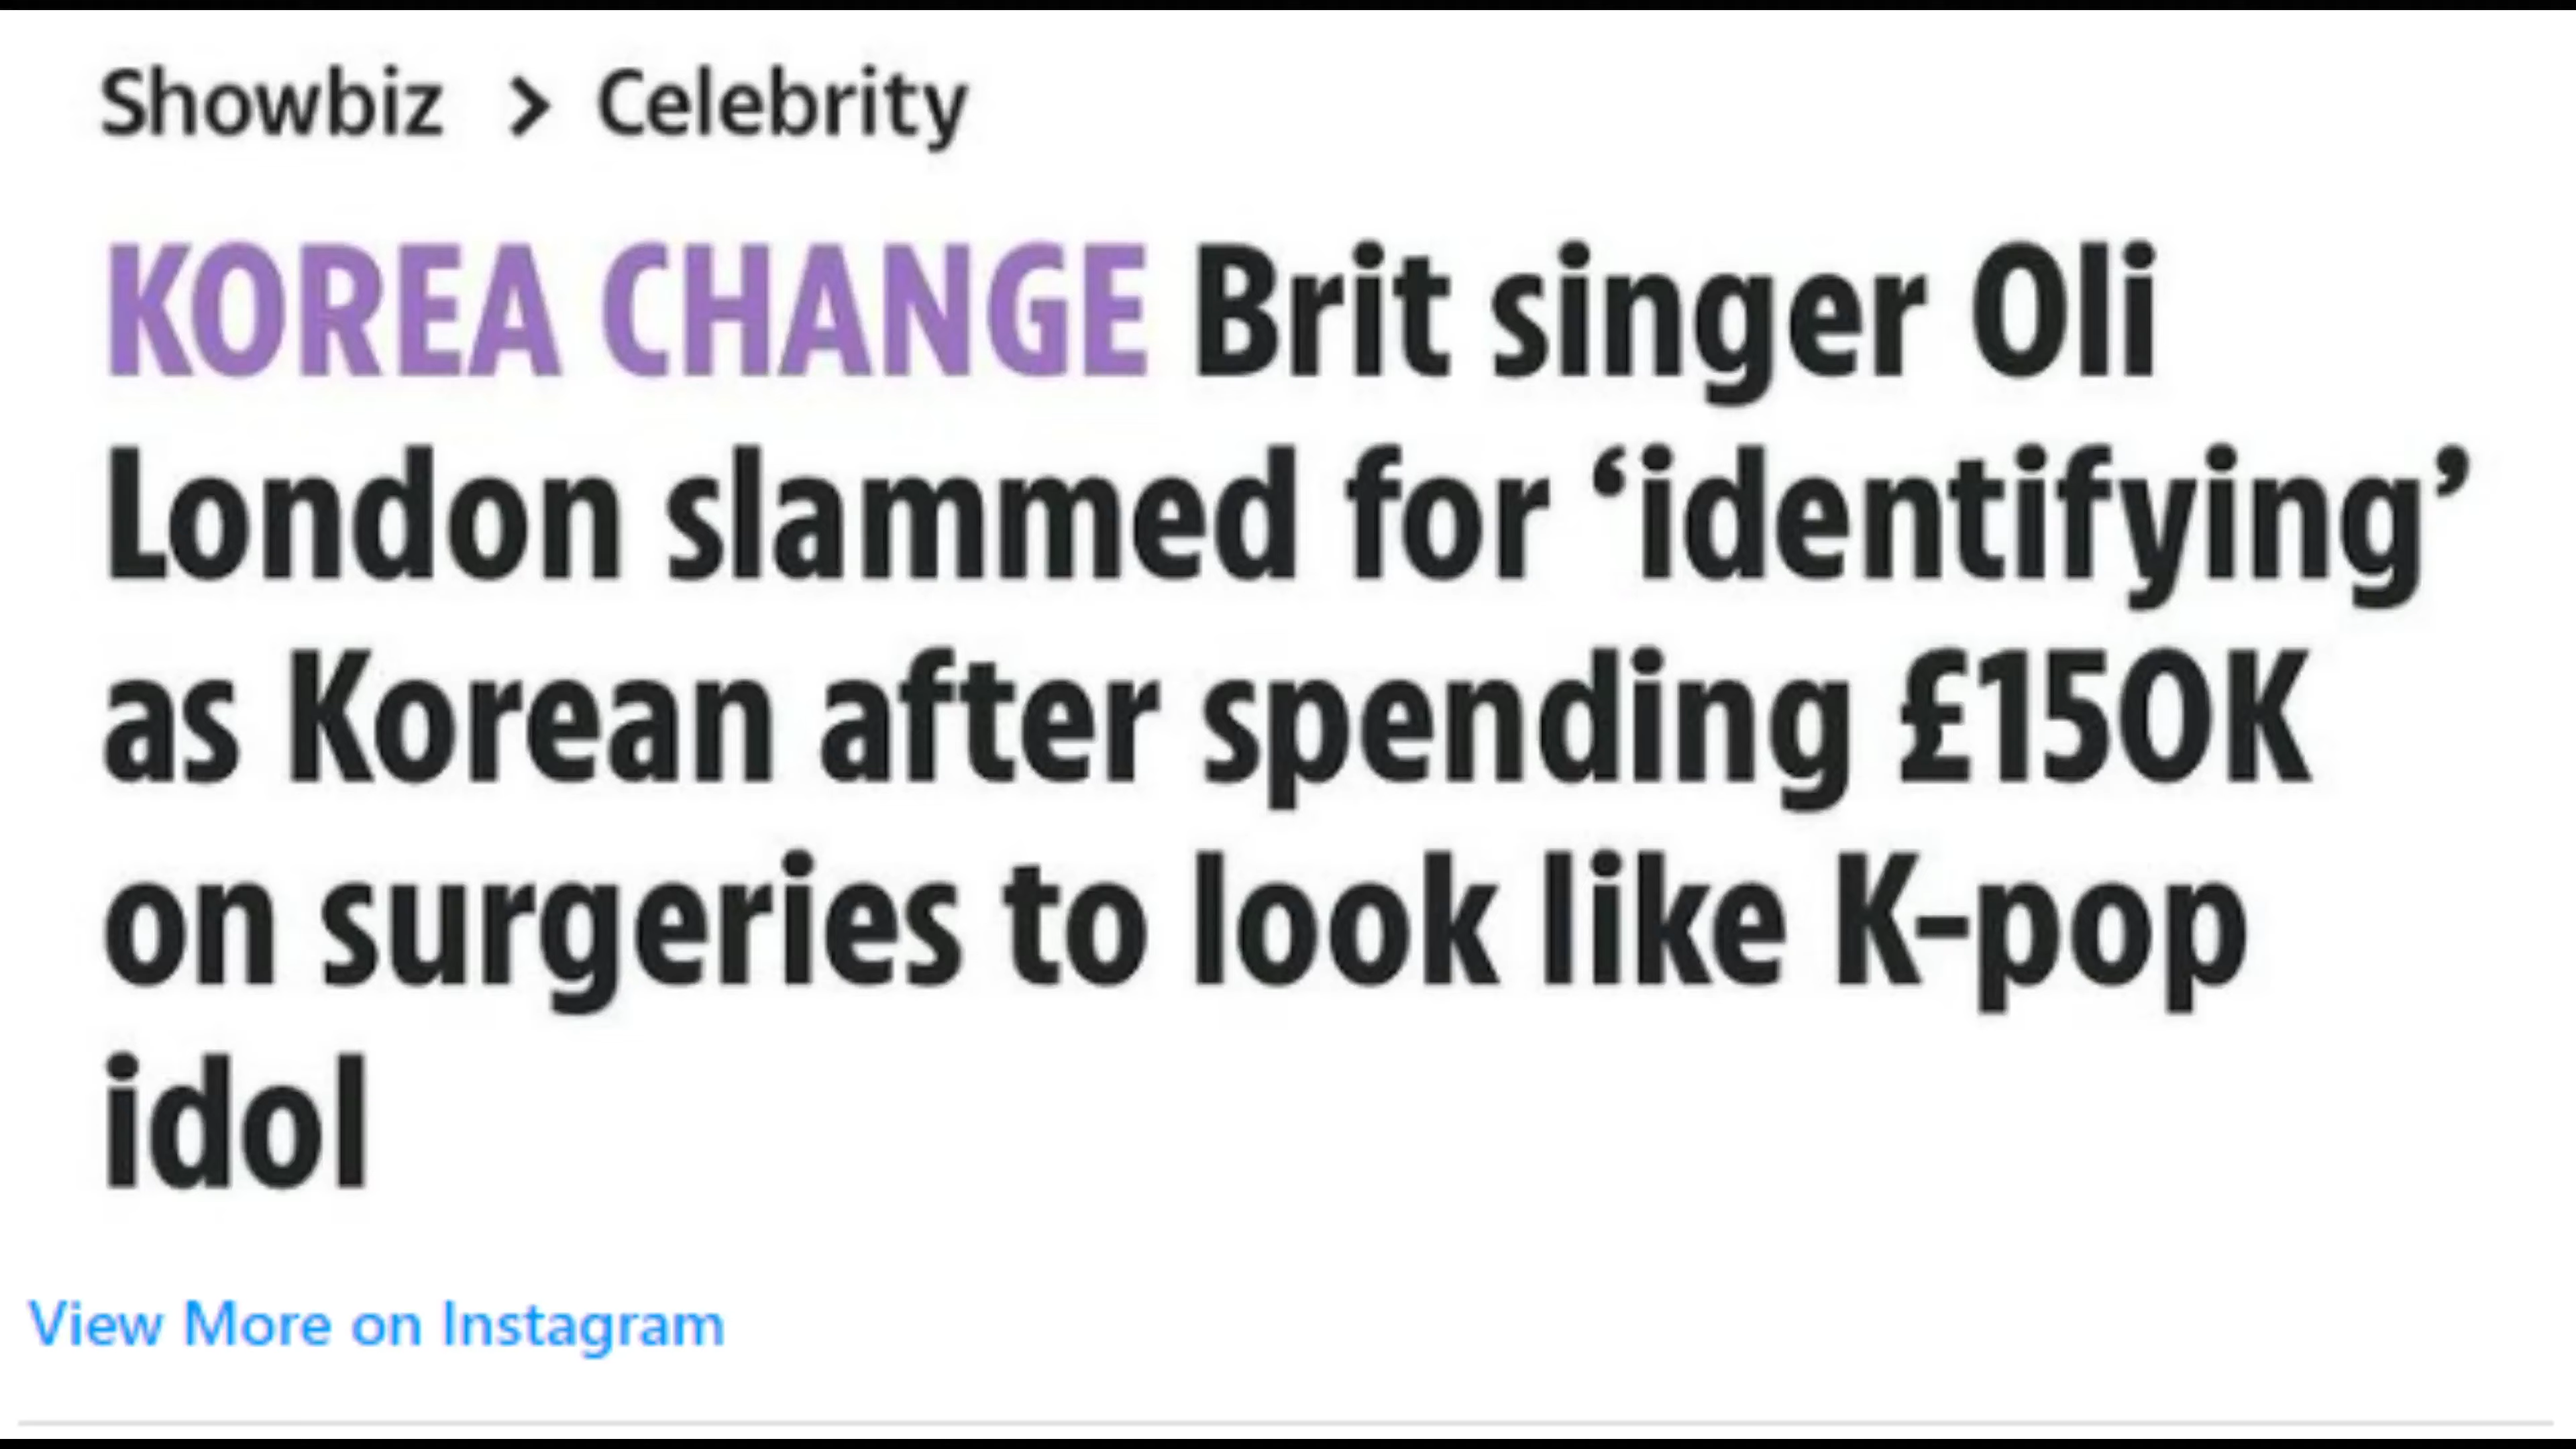 Showbiz > Celebrity
KOREA CHANGE Brit singer Oli
London slammed for ‘identifying’
as Korean after spending £150K
on surgeries to look like K-pop
idol
View More on Instagram